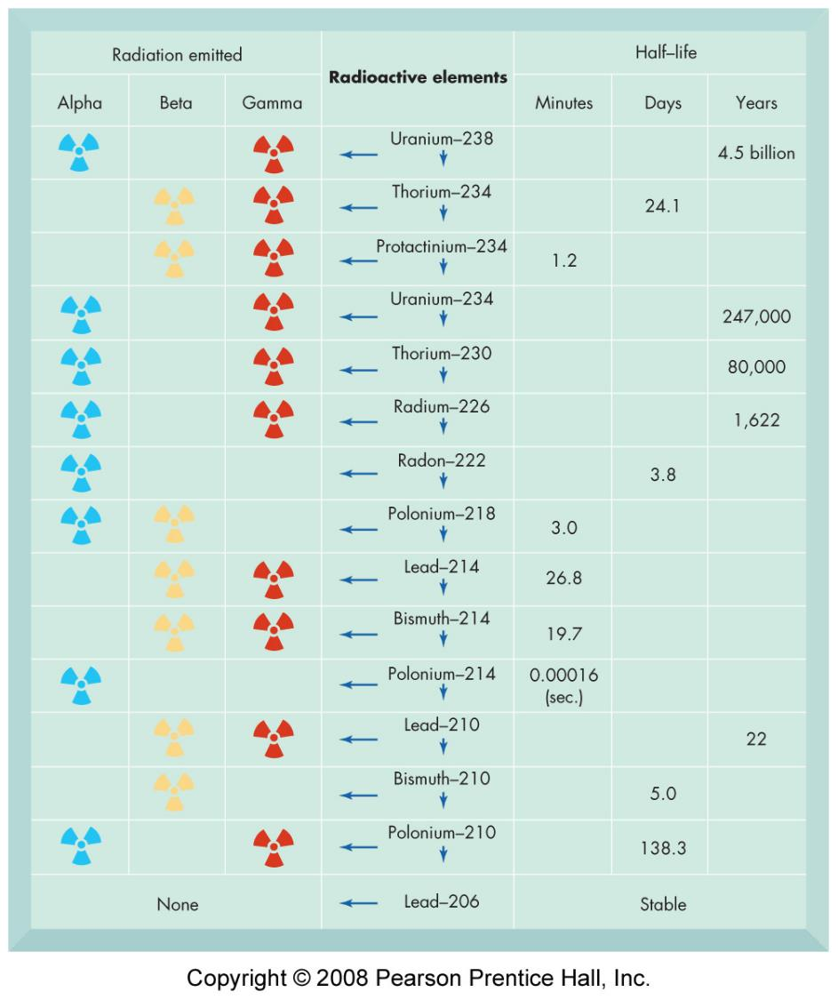 Radiation emitted
Radioactive elements
Half–life
Alpha
Beta
Gamma
Minutes
Days
Years
Uranium–238
4.5 billion
Thorium–234
24.1
Protactinium–234
1.2
Uranium–234
247,000
Thorium–230
80,000
Radium–226
1,622
Radon–222
3.8
Polonium–218
3.0
Lead–214
26.8
Bismuth–214
19.7
Polonium–214
0.00016
(sec.)
Lead–210
22
Bismuth–210
5.0
Polonium–210
138.3
None
Lead–206
Stable
Copyright © 2008 Pearson Prentice Hall, Inc.